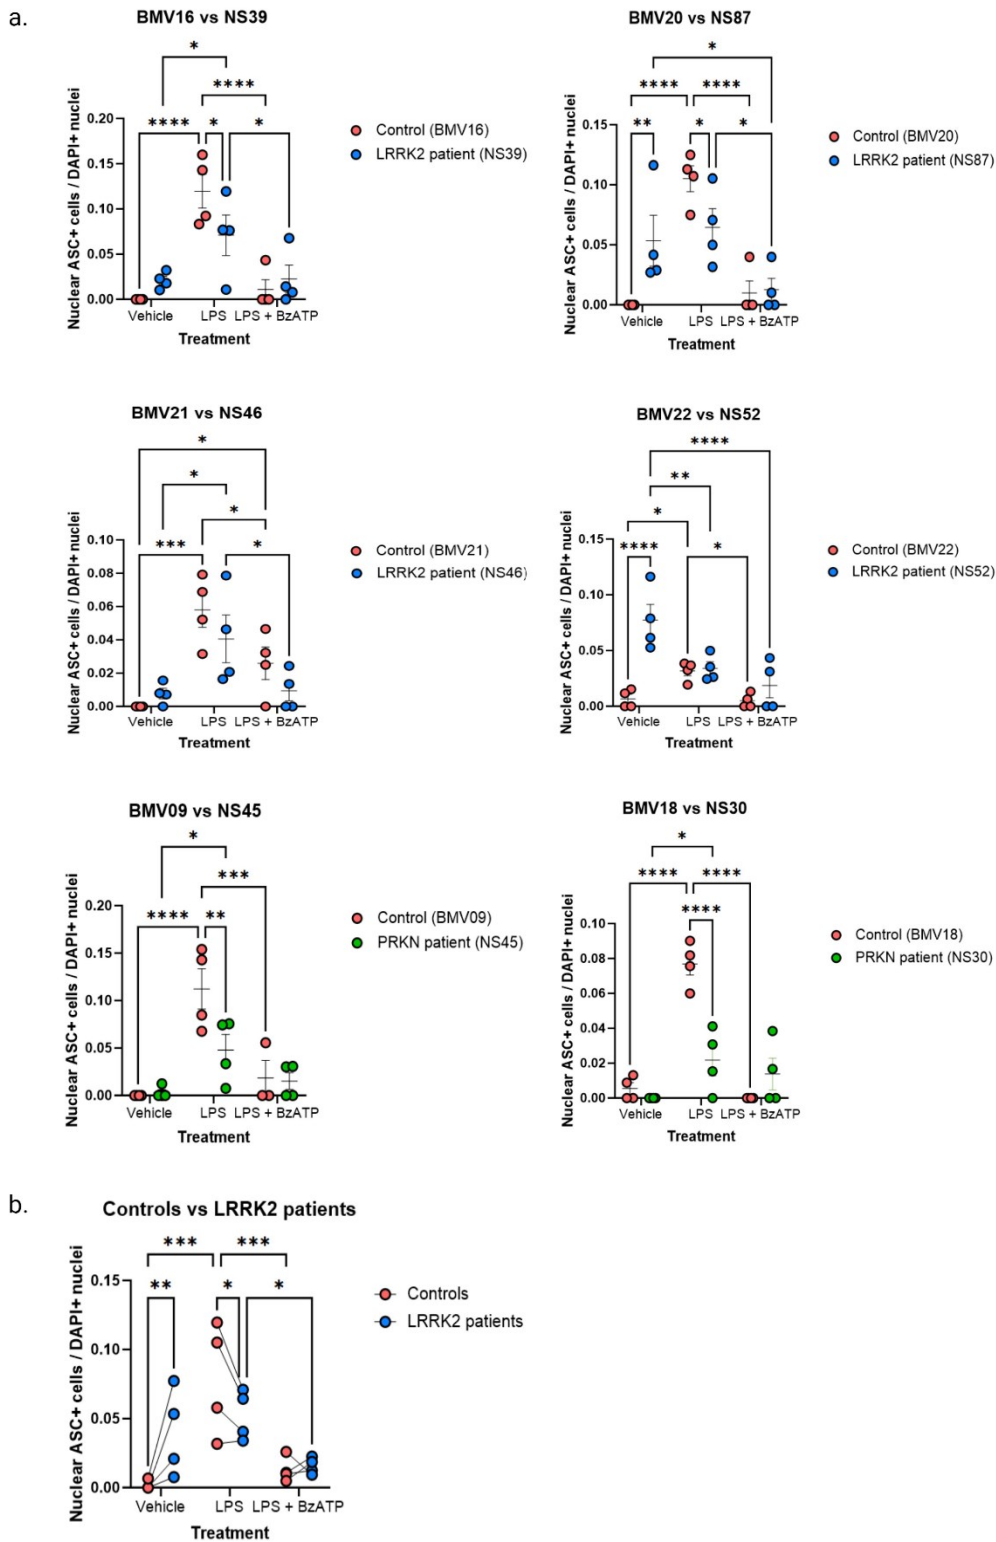 a.
BMV16 vs NS39
*
****
**** * *
Nuclear ASC+ cells / DAPI+ nuclei
0.20
0.15
0.10
0.05
0.00
Vehicle LPS LPS + BzATP
Treatment
Control (BMV16)
LRRK2 patient (NS39)
BMV20 vs NS87
*
**** ****
** * *
Nuclear ASC+ cells / DAPI+ nuclei
0.15
0.10
0.05
0.00
Vehicle LPS LPS + BzATP
Treatment
Control (BMV20)
LRRK2 patient (NS87)
BMV21 vs NS46
*
*
*
*** *
Nuclear ASC+ cells / DAPI+ nuclei
0.10
0.08
0.06
0.04
0.02
0.00
Vehicle LPS LPS + BzATP
Treatment
Control (BMV21)
LRRK2 patient (NS46)
BMV22 vs NS52
****
**
*
**** *
Nuclear ASC+ cells / DAPI+ nuclei
0.15
0.10
0.05
0.00
Vehicle LPS LPS + BzATP
Treatment
Control (BMV22)
LRRK2 patient (NS52)
BMV09 vs NS45
*
***
**** **
Nuclear ASC+ cells / DAPI+ nuclei
0.20
0.15
0.10
0.05
0.00
Vehicle LPS LPS + BzATP
Treatment
Control (BMV09)
PRKN patient (NS45)
BMV18 vs NS30
*
**** ****
****
Nuclear ASC+ cells / DAPI+ nuclei
0.10
0.08
0.06
0.04
0.02
0.00
Vehicle LPS LPS + BzATP
Treatment
Control (BMV18)
PRKN patient (NS30)
b.
Controls vs LRRK2 patients
*** ***
** * *
Nuclear ASC+ cells / DAPI+ nuclei
0.15
0.10
0.05
0.00
Vehicle LPS LPS + BzATP
Treatment
Controls
LRRK2 patients